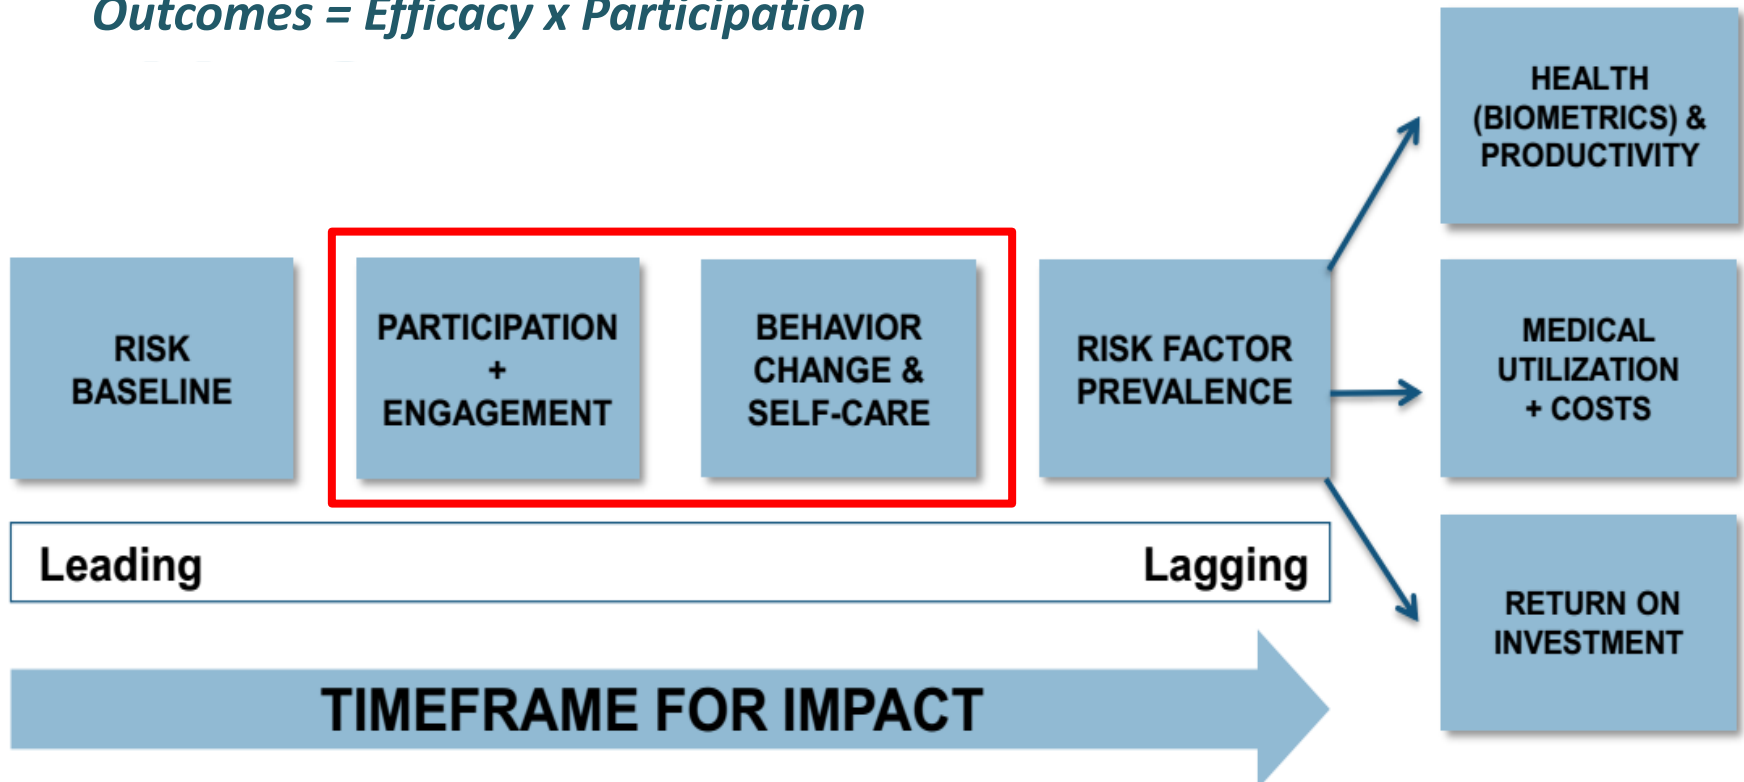 Outcomes = Efficacy x Participation
HEALTH
(BIOMETRICS) &
PRODUCTIVITY
RISK
BASELINE
PARTICIPATION
+
ENGAGEMENT
BEHAVIOR
CHANGE &
SELF-CARE
RISK FACTOR
PREVALENCE
MEDICAL
UTILIZATION
+ COSTS
Leading
Lagging
RETURN ON
INVESTMENT
TIMEFRAME FOR IMPACT